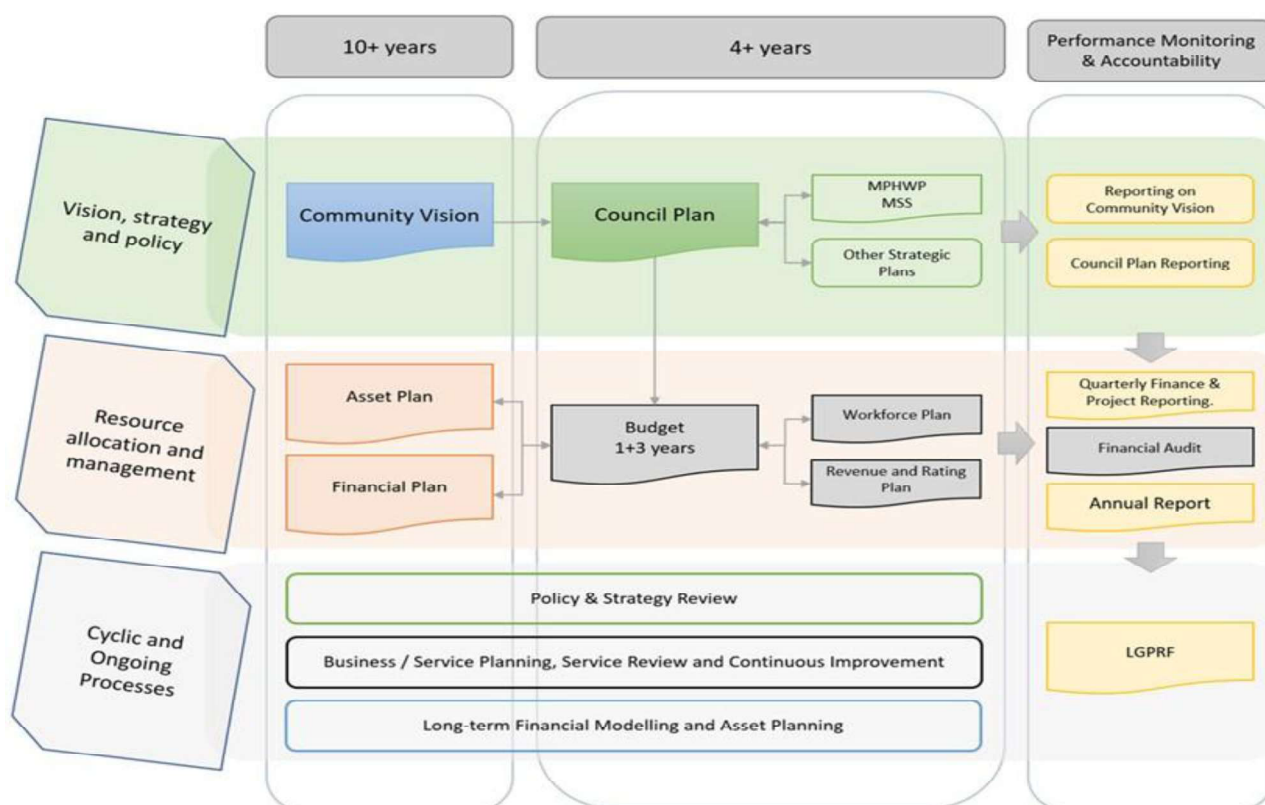 10+ years
4+ years
Performance Monitoring
& Accountability
Vision, strategy
and policy
Community Vision
Council Plan
MPHWP
MSS
Other Strategic
Plans
Reporting on
Community Vision
Council Plan Reporting
Resource
allocation and
management
Asset Plan
Financial Plan
Budget
1+3 years
Workforce Plan
Revenue and Rating
Plan
Quarterly Finance &
Project Reporting.
Financial Audit
Annual Report
Cyclic and
Ongoing
Processes
Policy & Strategy Review
Business / Service Planning, Service Review and Continuous Improvement
Long-term Financial Modelling and Asset Planning
LGPRF